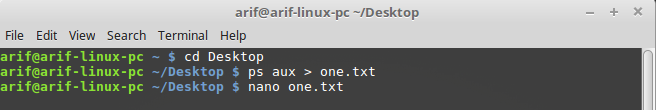 arif@arif-linux-pc ~/Desktop
File Edit View Search Terminal Help
arif@arif-linux-pc ~ $ cd Desktop
arif@arif-linux-pc ~/Desktop $ ps aux > one.txt
arif@arif-linux-pc ~/Desktop $ nano one.txt